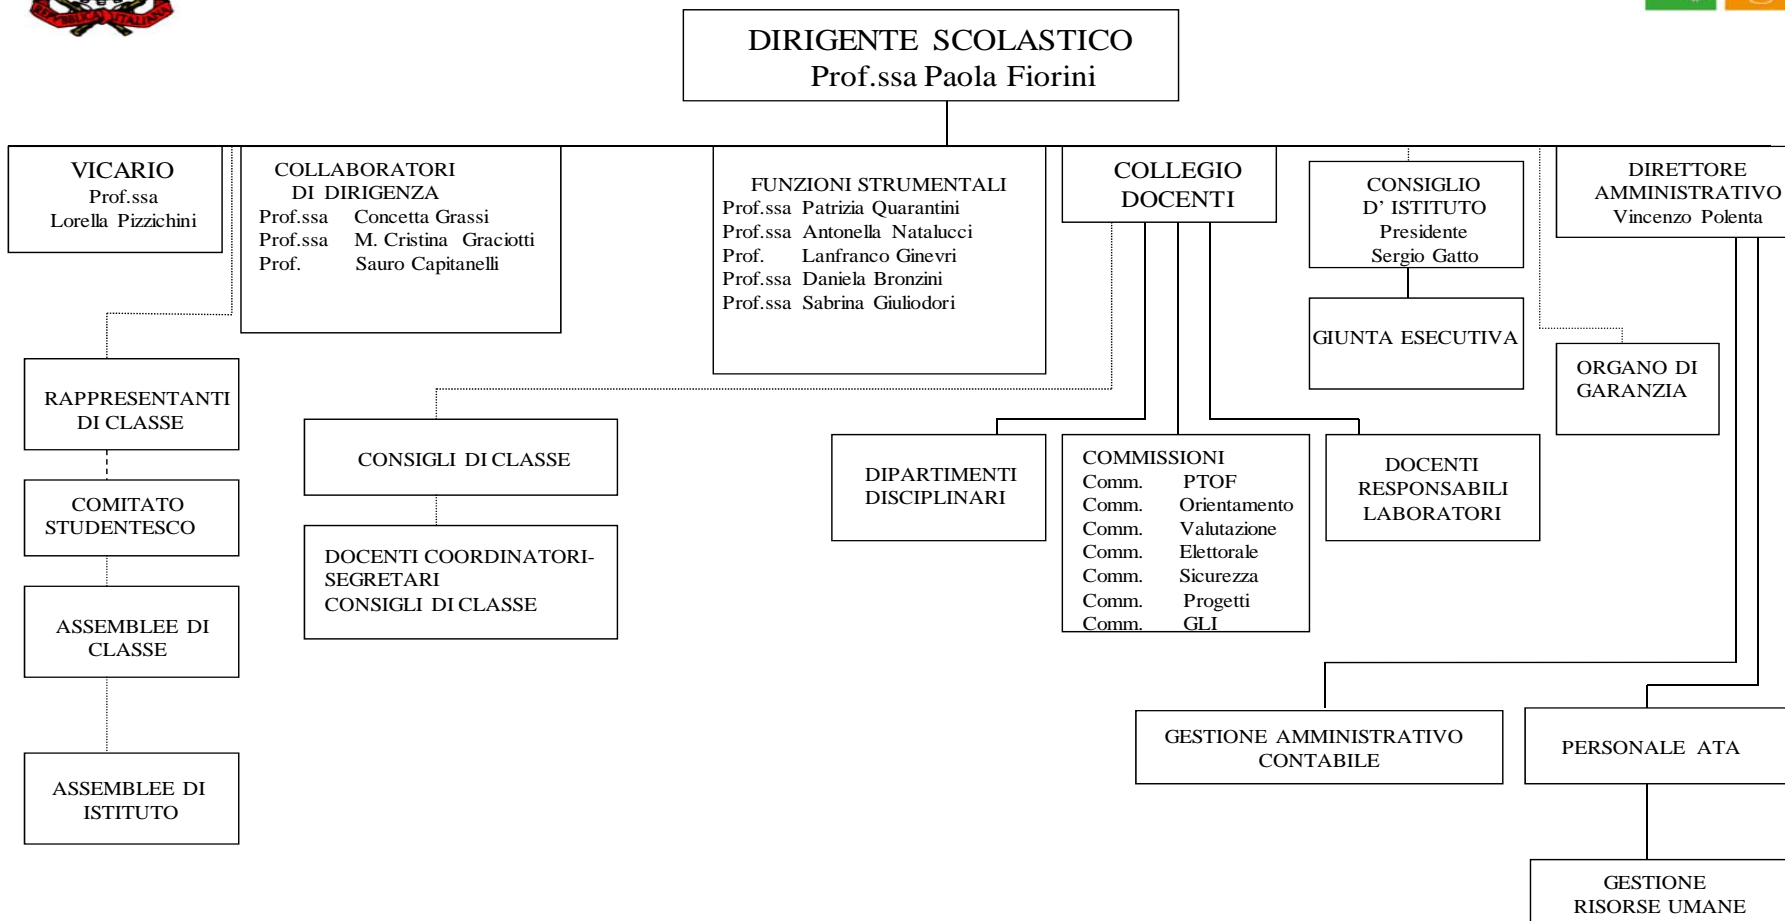 REPVBBLICA ITALIANA
DIRIGENTE SCOLASTICO
Prof.ssa Paola Fiorini
VICARIO
Prof.ssa
Lorella Pizzichini
COLLABORATORI
DI DIRIGENZA
Prof.ssa Concetta Grassi
Prof.ssa M. Cristina Graciotti
Prof. Sauro Capitanelli
FUNZIONI STRUMENTALI
Prof.ssa Patrizia Quarantini
Prof.ssa Antonella Natalucci
Prof. Lanfranco Ginevri
Prof.ssa Daniela Bronzini
Prof.ssa Sabrina Giuliodori
COLLEGIO
DOCENTI
CONSIGLIO
D' ISTITUTO
Presidente
Sergio Gatto
DIRETTORE
AMMINISTRATIVO
Vincenzo Polenta
GIUNTA ESECUTIVA
ORGANO DI
GARANZIA
RAPPRESENTANTI
DI CLASSE
COMITATO
STUDENTESCO
ASSEMBLEE DI
CLASSE
ASSEMBLEE DI
ISTITUTO
CONSIGLI DI CLASSE
DOCENTI COORDINATORI-
SEGRETARI
CONSIGLI DI CLASSE
DIPARTIMENTI
DISCIPLINARI
COMMISSIONI
Comm. PTOF
Comm. Orientamento
Comm. Valutazione
Comm. Elettorale
Comm. Sicurezza
Comm. Progetti
Comm. GLI
DOCENTI
RESPONSABILI
LABORATORI
GESTIONE AMMINISTRATIVO
CONTABILE
PERSONALE ATA
GESTIONE
RISORSE UMANE